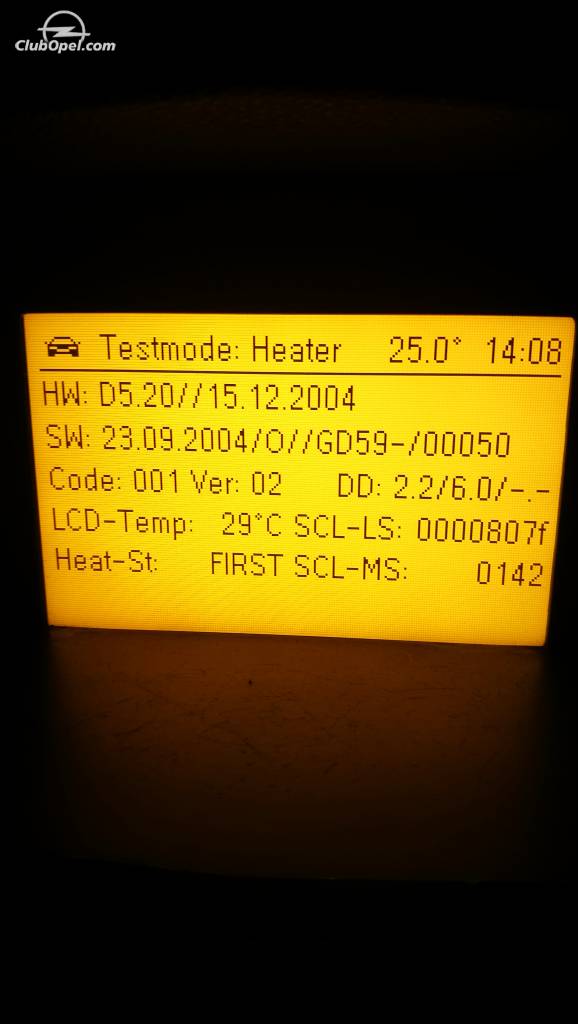 ClubOpel.com
Testmode: Heater 25.0° 14:08
HW: D5.20//15.12.2004
SW: 23.09.2004/O//GD59-/00050
Code: 001 Ver: 02 DD: 2.2/6.0/-.-
LCD-Temp: 29°C SCL-LS: 0000807f
Heat-St: FIRST SCL-MS: 0142